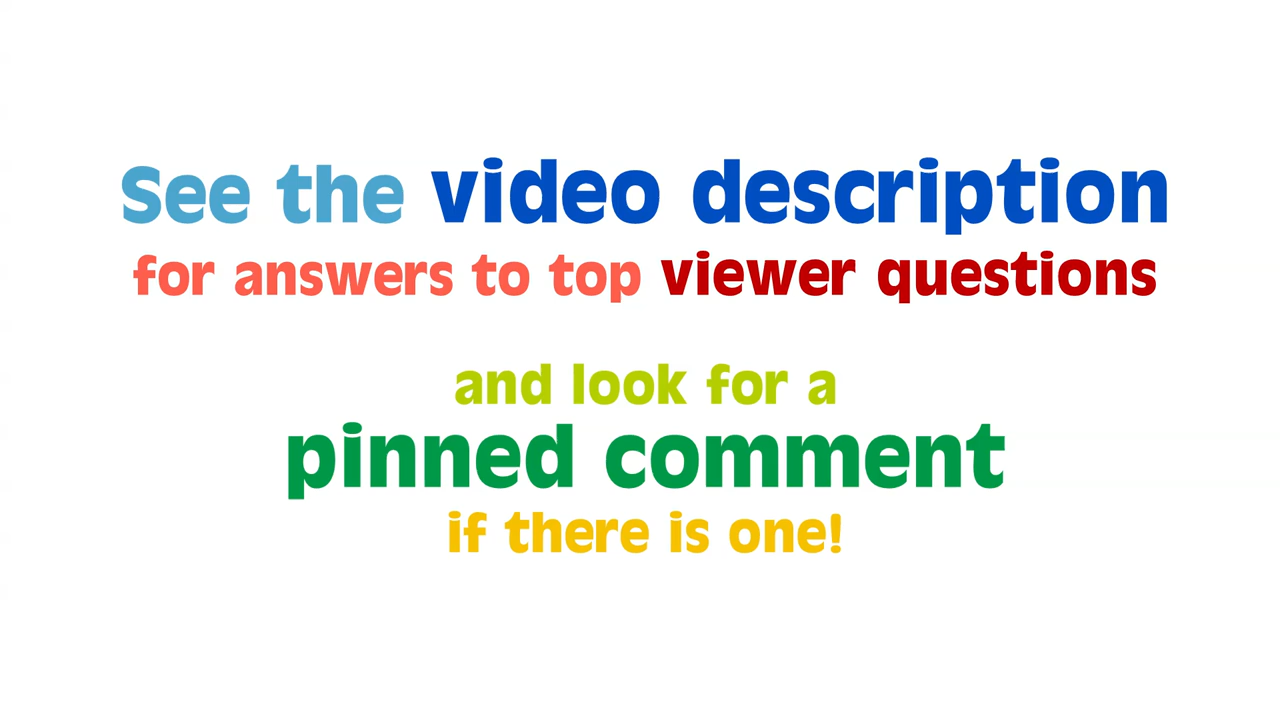 See the video description
for answers to top viewer questions
and look for a
pinned comment
if there is one!